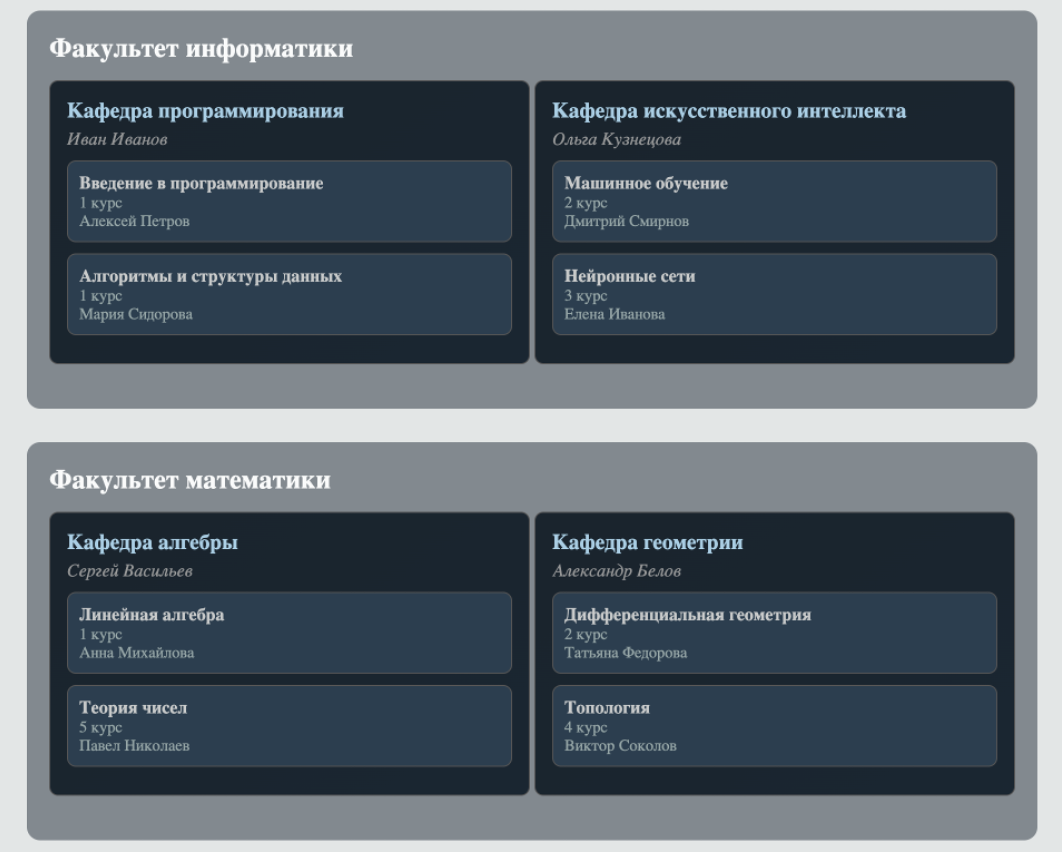 Факультет информатики
Кафедра программирования
Иван Иванов
Введение в программирование
1 курс
Алексей Петров
Алгоритмы и структуры данных
1 курс
Мария Сидорова
Кафедра искусственного интеллекта
Ольга Кузнецова
Машинное обучение
2 курс
Дмитрий Смирнов
Нейронные сети
3 курс
Елена Иванова
Факультет математики
Кафедра алгебры
Сергей Васильев
Линейная алгебра
1 курс
Анна Михайлова
Теория чисел
5 курс
Павел Николаев
Кафедра геометрии
Александр Белов
Дифференциальная геометрия
2 курс
Татьяна Федорова
Топология
4 курс
Виктор Соколов